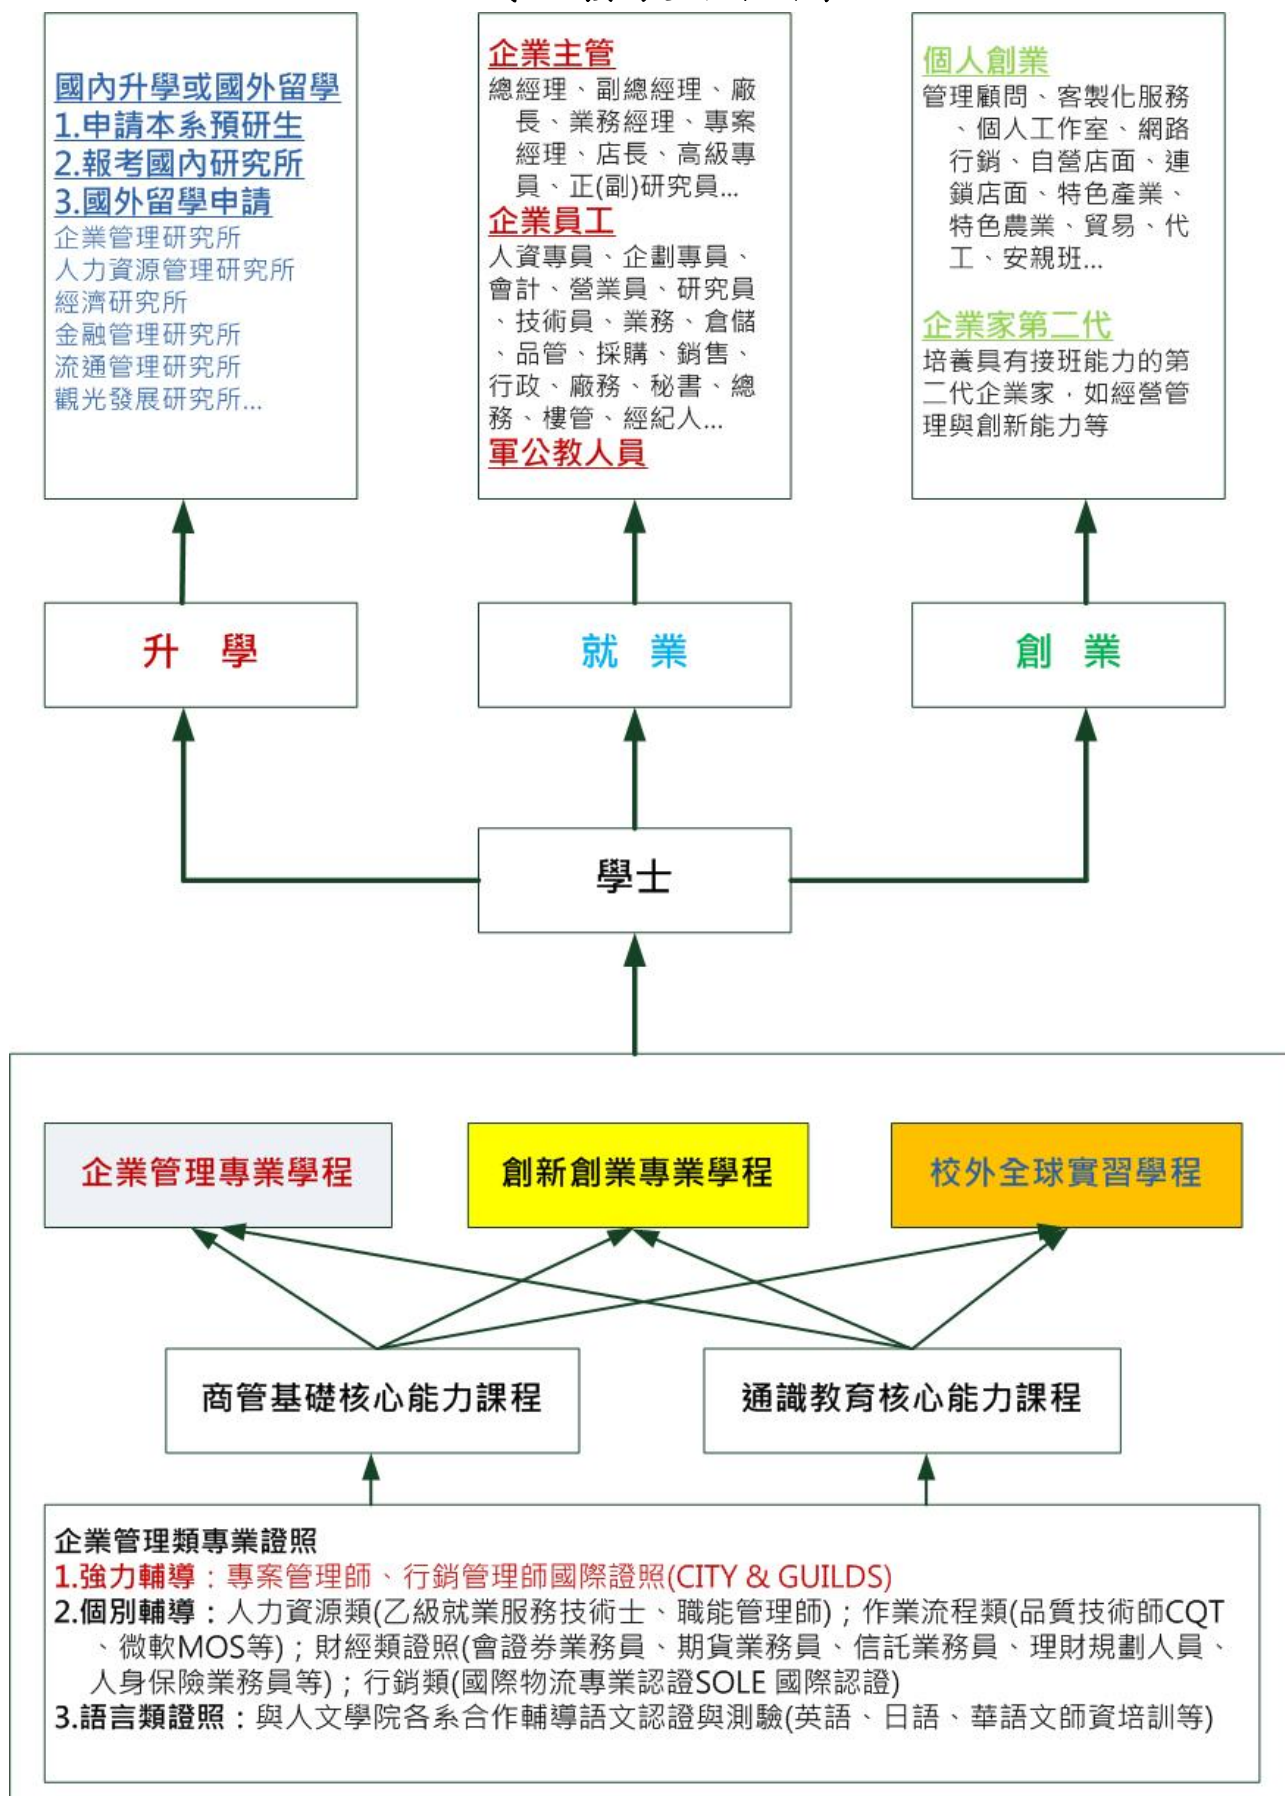 國內升學或國外留學
1.申請本系預研生
2.報考國內研究所
3.國外留學申請
企業管理研究所
人力資源管理研究所
經濟研究所
金融管理研究所
流通管理研究所
觀光發展研究所...
企業主管
總經理、副總經理、廠
長、業務經理、專案
經理、店長、高級專
員、正(副)研究員...
企業員工
人資專員、企劃專員、
會計、營業員、研究員
、技術員、業務、倉儲
、品管、採購、銷售、
行政、廠務、秘書、總
務、樓管、經紀人...
軍公教人員
個人創業
管理顧問、客製化服務
、個人工作室、網路
行銷、自營店面、連
鎖店面、特色產業、
特色農業、貿易、代
工、安親班...
企業家第二代
培養具有接班能力的第
二代企業家，如經營管
理與創新能力等
升 學
就 業
創 業
學士
企業管理專業學程
創新創業專業學程
校外全球實習學程
商管基礎核心能力課程
通識教育核心能力課程
企業管理類專業證照
1.強力輔導：專案管理師、行銷管理師國際證照(CITY & GUILDS)
2.個別輔導：人力資源類(乙級就業服務技術士、職能管理師)；作業流程類(品質技術師CQT
、微軟MOS等)；財經類證照(會證券業務員、期貨業務員、信託業務員、理財規劃人員、
人身保險業務員等)；行銷類(國際物流專業認證SOLE 國際認證)
3.語言類證照：與人文學院各系合作輔導語文認證與測驗(英語、日語、華語文師資培訓等)